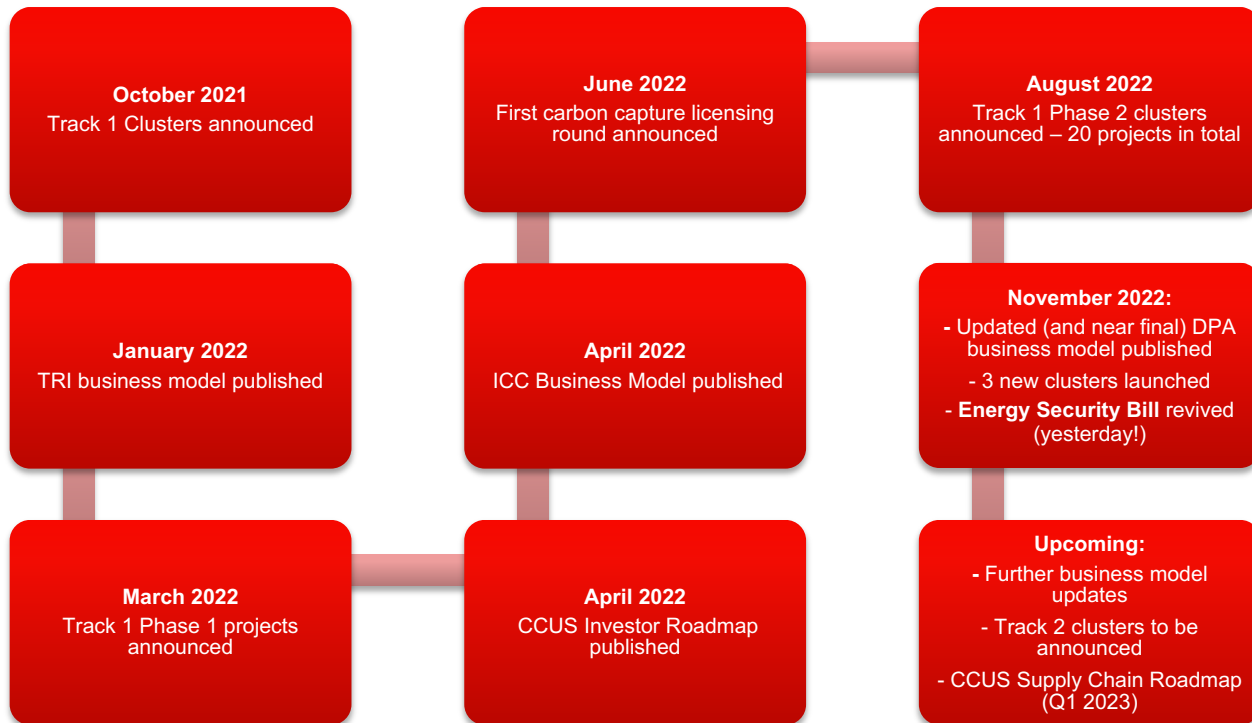 October 2021
Track 1 Clusters announced
January 2022
TRI business model published
March 2022
Track 1 Phase 1 projects
announced
April 2022
CCUS Investor Roadmap
published
April 2022
ICC Business Model published
June 2022
First carbon capture licensing
round announced
August 2022
Track 1 Phase 2 clusters
announced – 20 projects in total
November 2022:
- Updated (and near final) DPA
business model published
- 3 new clusters launched
- Energy Security Bill revived
(yesterday!)
Upcoming:
- Further business model
updates
- Track 2 clusters to be
announced
- CCUS Supply Chain Roadmap
(Q1 2023)